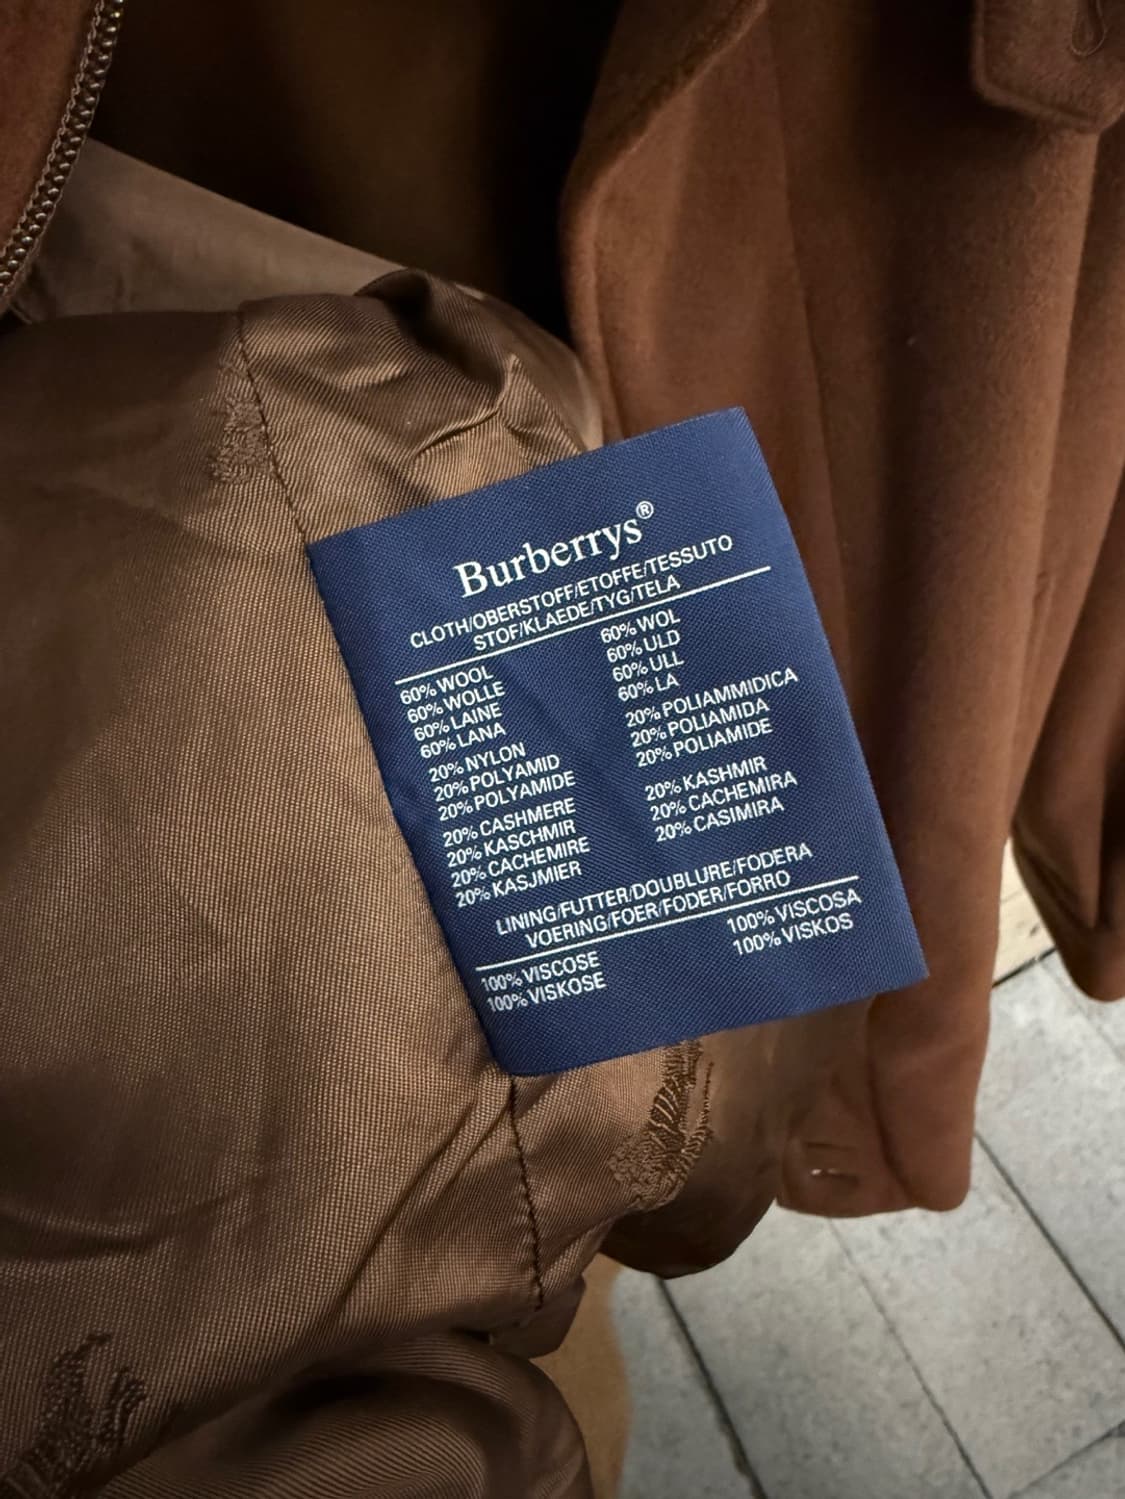 Burberrys®
CLOTH/OBERSTOFF/ETOFFE/TESSUTO
STOF/KLAEDE/TYG/TELA
60% WOOL
60% WOLLE
60% LAINE
60% LANA
20% NYLON
20% POLYAMID
20% POLYAMIDE
20% CASHMERE
20% KASCHMIR
20% CACHEMIRE
20% KASJMIER
60% WOL
60% ULD
60% ULL
60% LA
20% POLIAMMIDICA
20% POLIAMIDA
20% POLIAMIDE
20% KASHMIR
20% CACHEMIRA
20% CASIMIRA
LINING/FUTTER/DOUBLURE/FODERA
VOERING/FOER/FODER/FORRO
100% VISCOSE
100% VISKOSE
100% VISCOSA
100% VISKOS